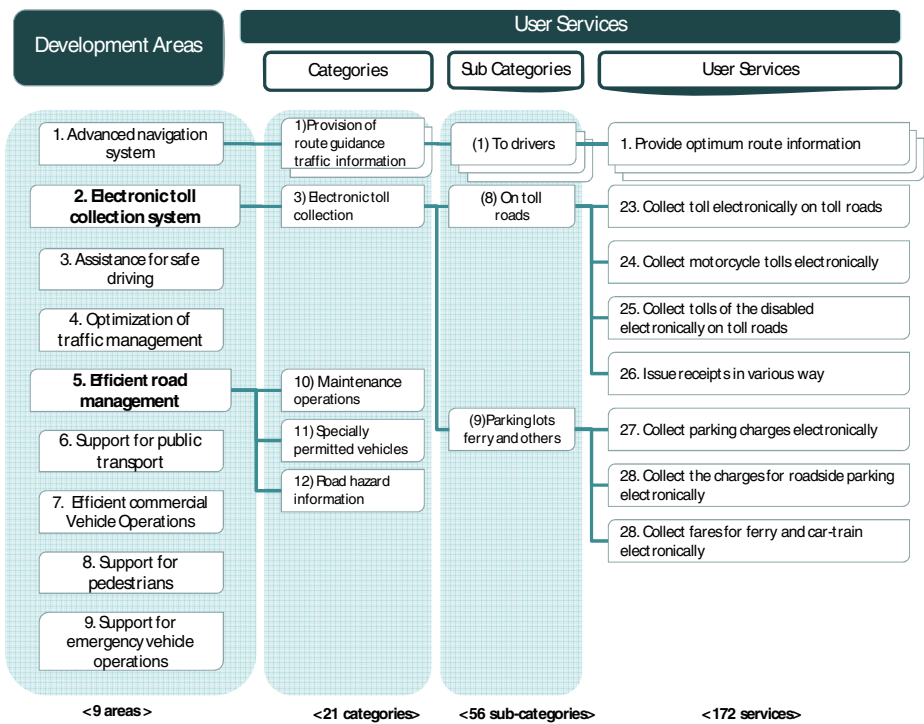 Development Areas
User Services
Categories
Sub Categories
User Services
1. Advanced navigation
system
1)Provision of
route guidance
traffic information
(1) To drivers
1. Provide optimum route information
2. Electronic toll
collection system
3) Electronic toll
collection
(8) On toll
roads
23. Collect toll electronically on toll roads
24. Collect motorcycle tolls electronically
25. Collect tolls of the disabled
electronically on toll roads
26. Issue receipts in various way
3. Assistance for safe
driving
4. Optimization of
traffic management
5. Efficient road
management
10) Maintenance
operations
11) Specially
permitted vehicles
12) Road hazard
information
(9)Parking lots
ferry and others
27. Collect parking charges electronically
28. Collect the charges for roadside parking
electronically
28. Collect fares for ferry and car-train
electronically
6. Support for public
transport
7. Efficient commercial
Vehicle Operations
8. Support for
pedestrians
9. Support for
emergency vehicle
operations
<9 areas>
<21 categories>
<56 sub-categories>
<172 services>